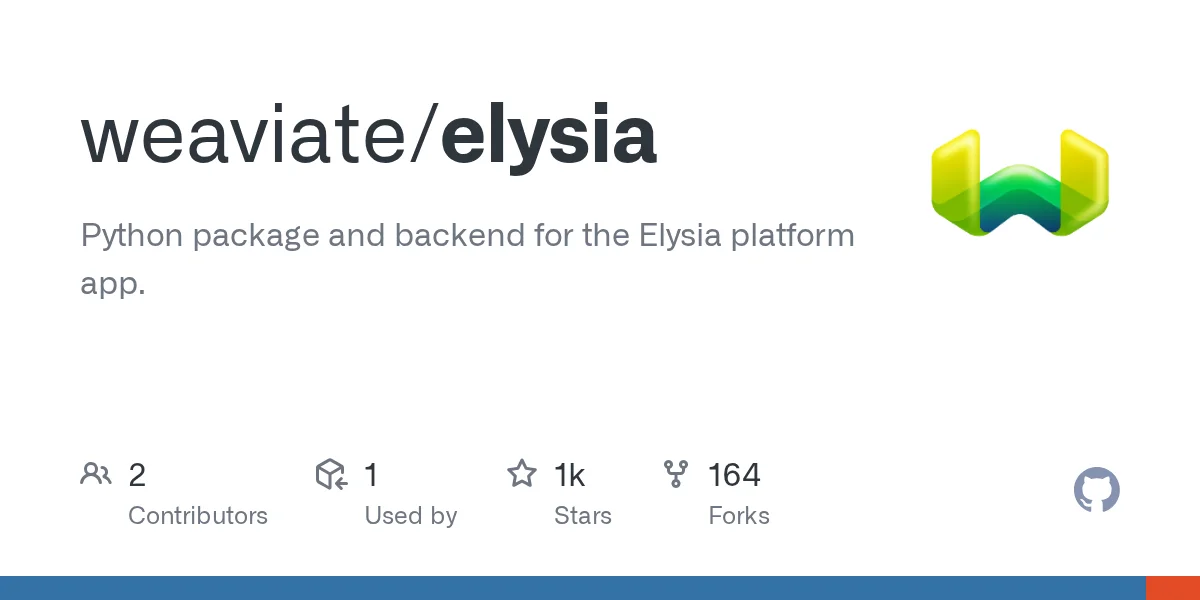 weaviate/elysia
Python package and backend for the Elysia platform
app.
2
Contributors
1
Used by
1k
Stars
164
Forks